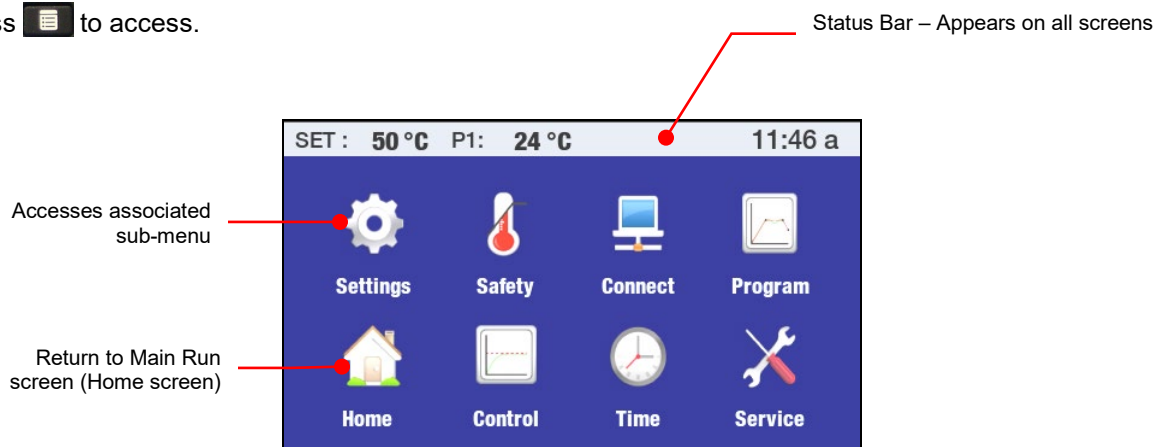 to access.
Status Bar – Appears on all screens
SET : 50 °C P1: 24 °C 11:46 a
Accesses associated
sub-menu
Settings Safety Connect Program
Return to Main Run
screen (Home screen)
Home Control Time Service